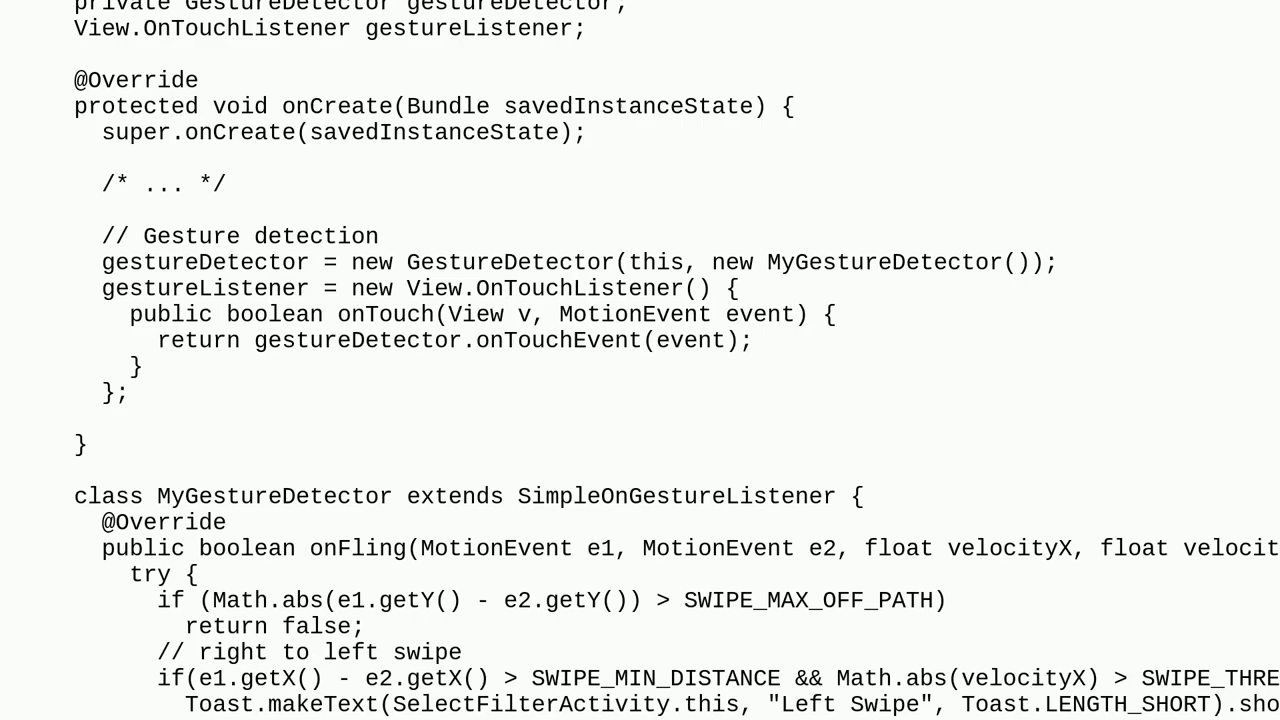 private GestureDetector gestureDetector;
View.OnTouchListener gestureListener;
@Override
protected void onCreate(Bundle savedInstanceState) {
super.onCreate(savedInstanceState);
/* ... */
// Gesture detection
gestureDetector = new GestureDetector(this, new MyGestureDetector());
gestureListener = new View.OnTouchListener() {
public boolean onTouch(View v, MotionEvent event) {
return gestureDetector.onTouchEvent(event);
}
};
}
class MyGestureDetector extends SimpleOnGestureListener {
@Override
public boolean onFling(MotionEvent e1, MotionEvent e2, float velocityX, float velocit
try {
if (Math.abs(e1.getY() - e2.getY()) > SWIPE_MAX_OFF_PATH)
return false;
// right to left swipe
if(e1.getX() - e2.getX() > SWIPE_MIN_DISTANCE && Math.abs(velocityX) > SWIPE_THRE
Toast.makeText(SelectFilterActivity.this, "Left Swipe", Toast.LENGTH_SHORT).sho